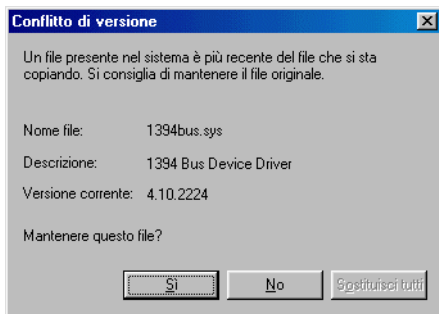 Conflitto di versione
Un file presente nel sistema è più recente del file che si sta
copiando. Si consiglia di mantenere il file originale.
Nome file: 1394bus.sys
Descrizione: 1394 Bus Device Driver
Versione corrente: 4.10.2224
Mantenere questo file?
Sì No Sostituisci tutti